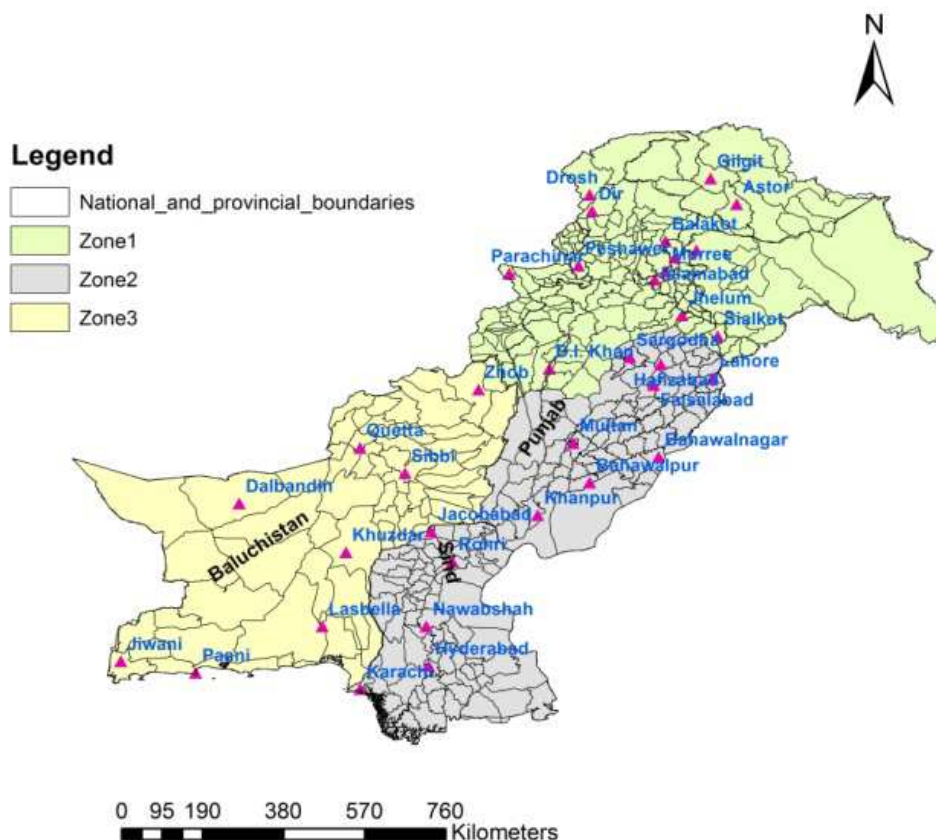 N
Legend
National_and_provincial_boundaries
Zone1
Zone2
Zone3
Gilgit
Drosh
Astor
Dir
Balakot
Peshawer
Murree
Parachinar
Islamabad
Jhelum
Sialkot
Sargodha
D.I. Khan
Lahore
Zhob
Hafizabad
Faisalabad
Punjab
Quetta
Multan
Bahawalnagar
Sibbi
Bahawalpur
Dalbandin
Khanpur
Jacobabad
Baluchistan
Khuzdar
Rohri
Sindh
Lasbella
Nawabshah
Jiwani
Hyderabad
Pasni
Karachi
0 95 190 380 570 760
Kilometers